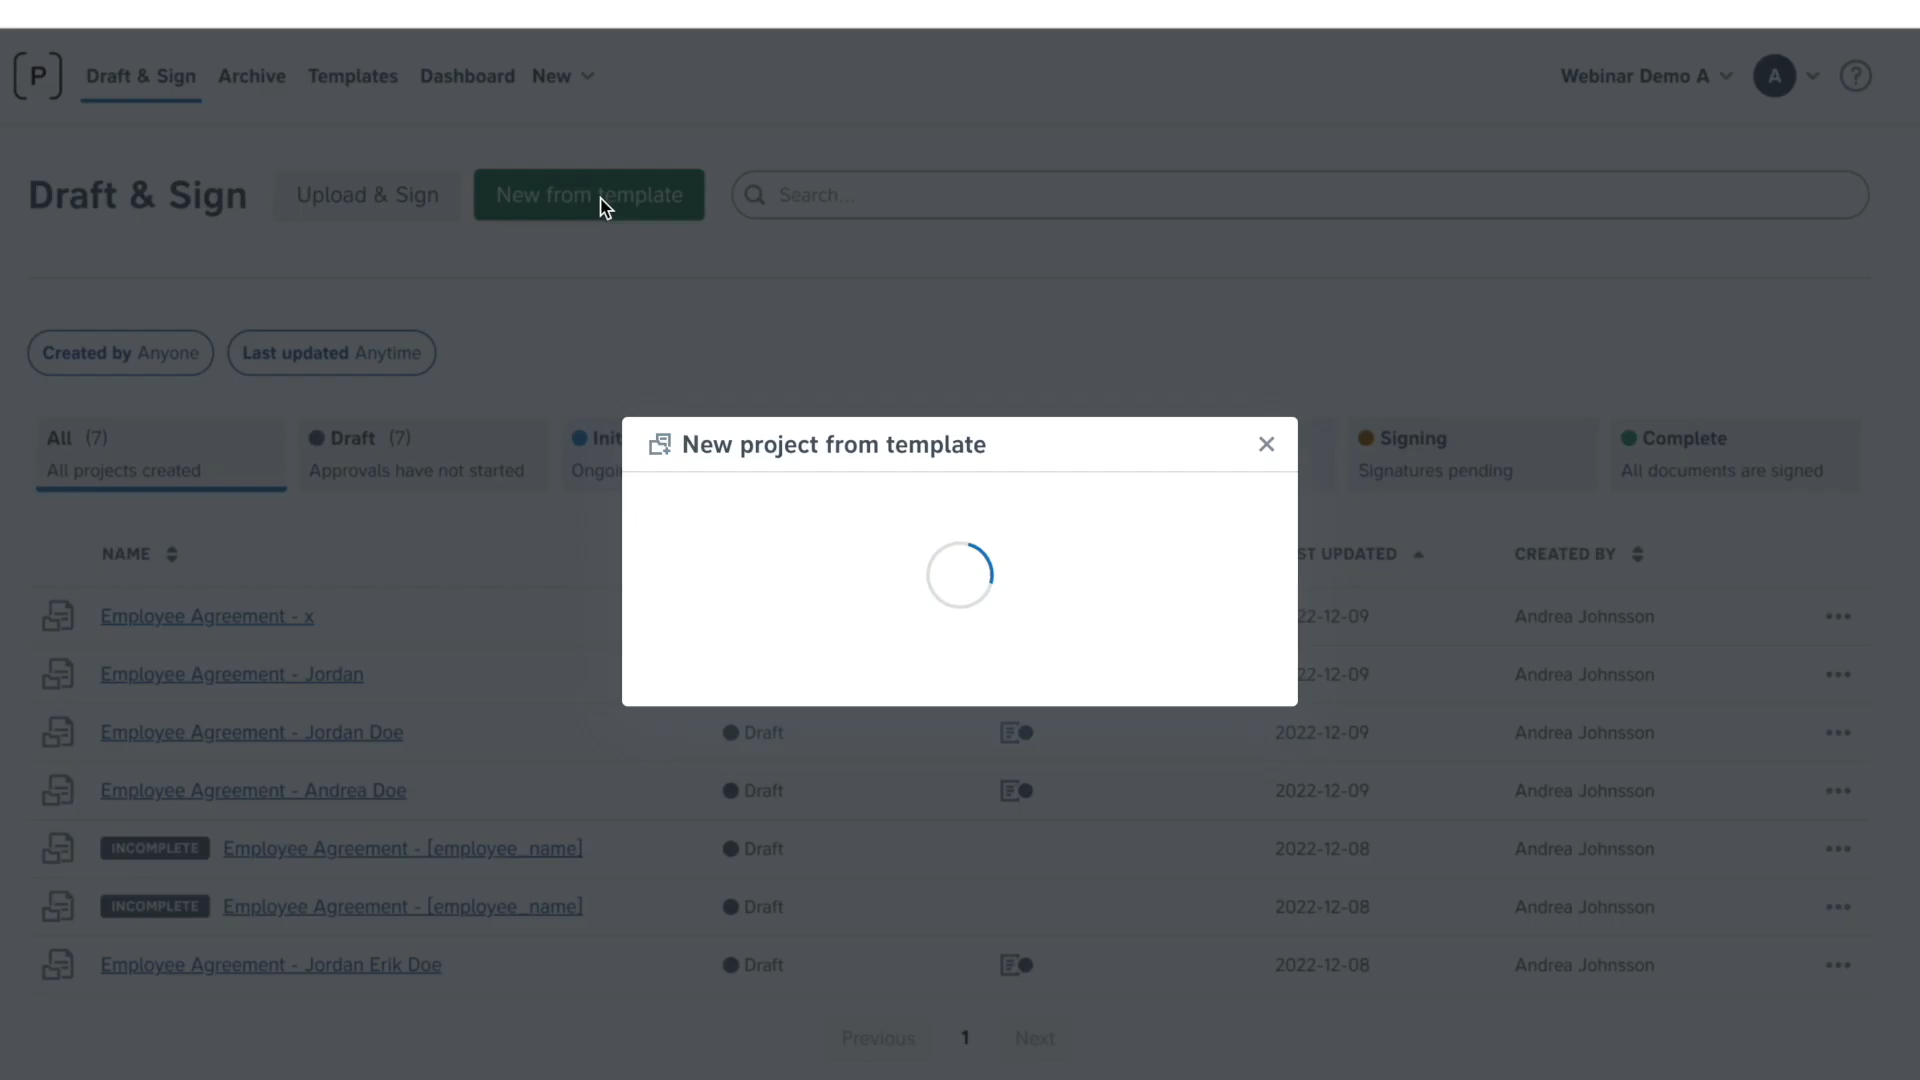 P Draft & Sign Archive Templates Dashboard New Webinar Demo A A ?
Draft & Sign Upload & Sign New from template Search...
Created by Anyone Last updated Anytime
All (7) Draft (7) Init Signing Complete
All projects created Approvals have not started Ongoi Signatures pending All documents are signed
New project from template
NAME ST UPDATED CREATED BY
Employee Agreement - x 22-12-09 Andrea Johnsson
Employee Agreement - Jordan 22-12-09 Andrea Johnsson
Employee Agreement - Jordan Doe Draft 2022-12-09 Andrea Johnsson
Employee Agreement - Andrea Doe Draft 2022-12-09 Andrea Johnsson
INCOMPLETE Employee Agreement - [employee_name] Draft 2022-12-08 Andrea Johnsson
INCOMPLETE Employee Agreement - [employee_name] Draft 2022-12-08 Andrea Johnsson
Employee Agreement - Jordan Erik Doe Draft 2022-12-08 Andrea Johnsson
Previous 1 Next